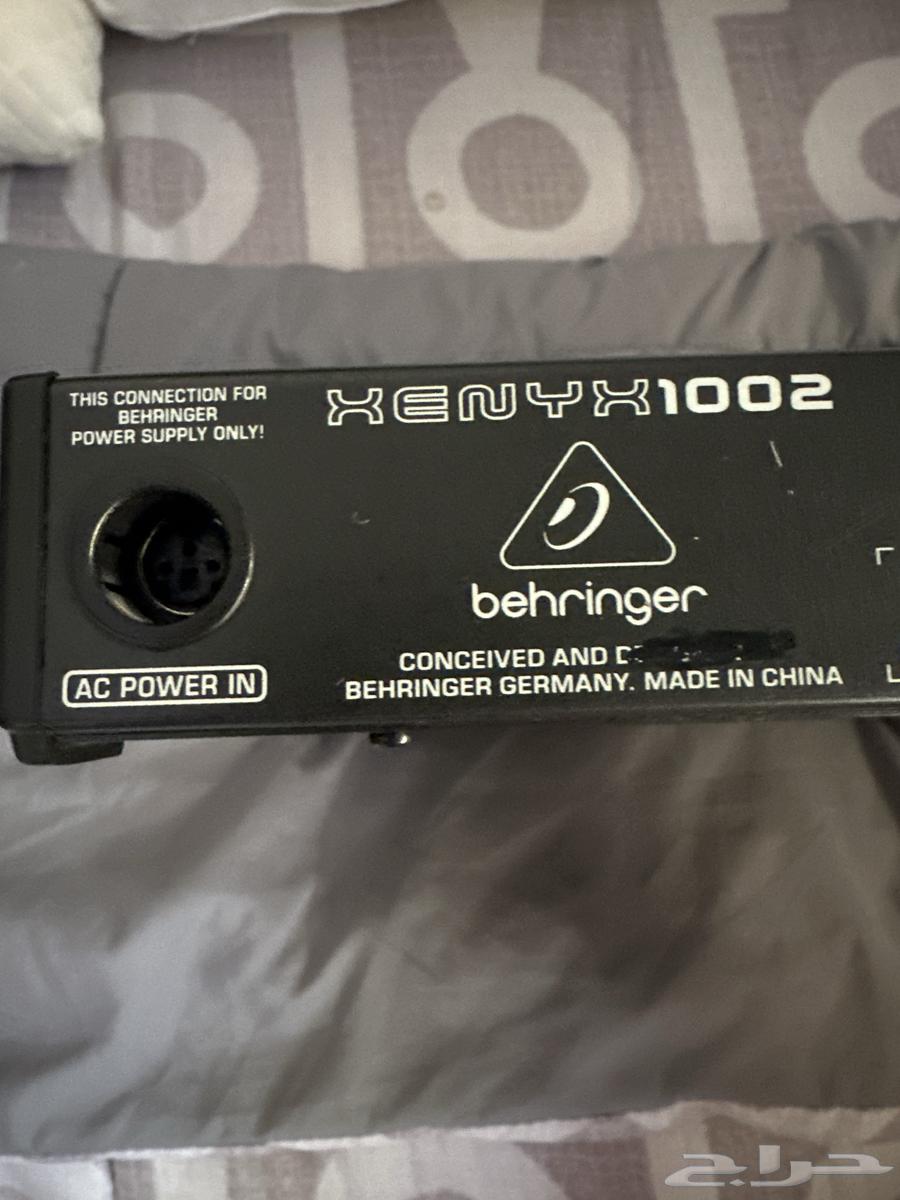 THIS CONNECTION FOR
BEHRINGER
POWER SUPPLY ONLY!
XENYX1002
behringer
AC POWER IN
CONCEIVED AND
BEHRINGER GERMANY. MADE IN CHINA
حراج